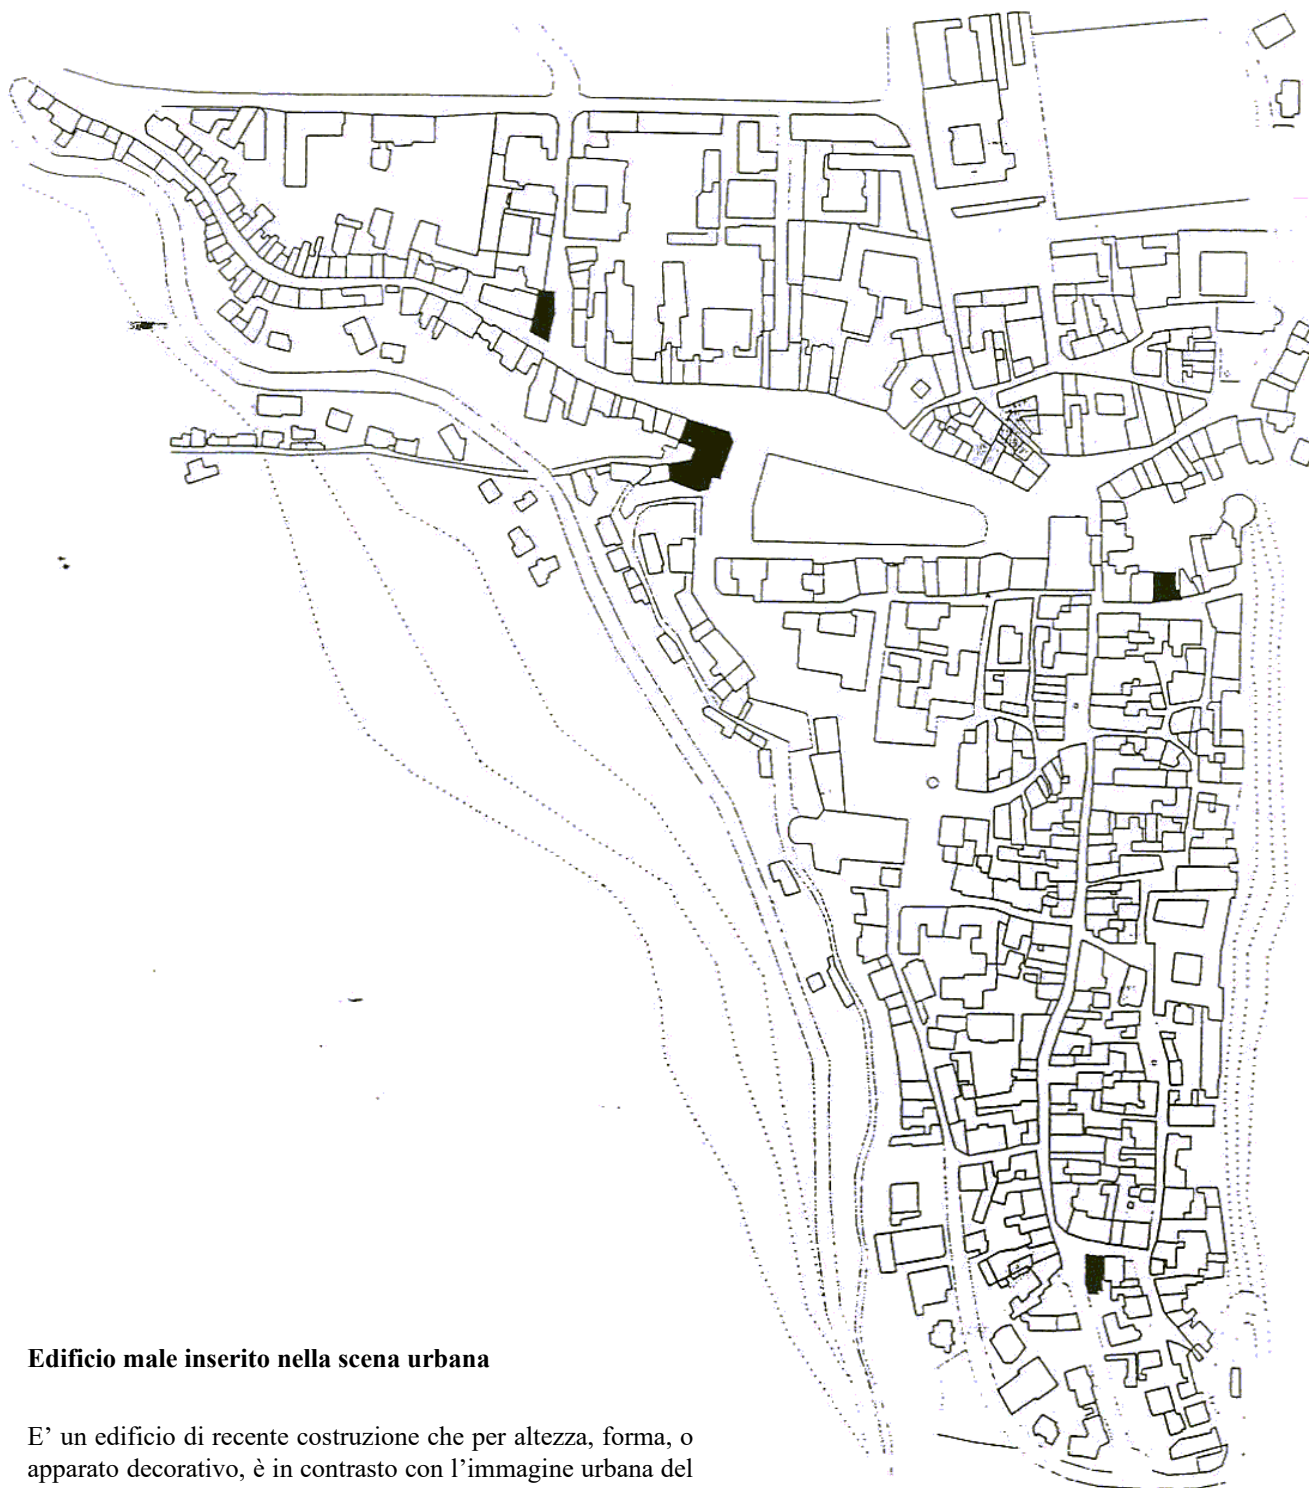 Edificio male inserito nella scena urbana
E’ un edificio di recente costruzione che per altezza, forma, o
apparato decorativo, è in contrasto con l’immagine urbana del